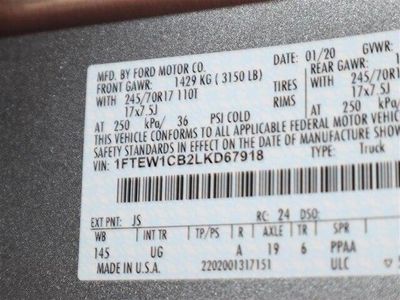 MFD. BY FORD MOTOR CO.
DATE: 01/20 GVWR:
FRONT GAWR: 1429 KG ( 3150 LB) REAR GAWR:
WITH 245/70R17 110T TIRES 245/70R17
17x7.5J RIMS 17x7.5J
AT 250 kPa/ 36 PSI COLD AT 250 kPa/
THIS VEHICLE CONFORMS TO ALL APPLICABLE FEDERAL
SAFETY STANDARDS IN EFFECT ON THE DATE OF MANUFACTURE
VIN: 1FTEW1CB2LKD67918 TYPE: Truck
EXT PNT: JS RC: 24 DSO:
WB INT TR TP/PS R AXLE TR SPR
145 UG A 19 6 PPAA
MADE IN U.S.A. 2202001317151 ULC